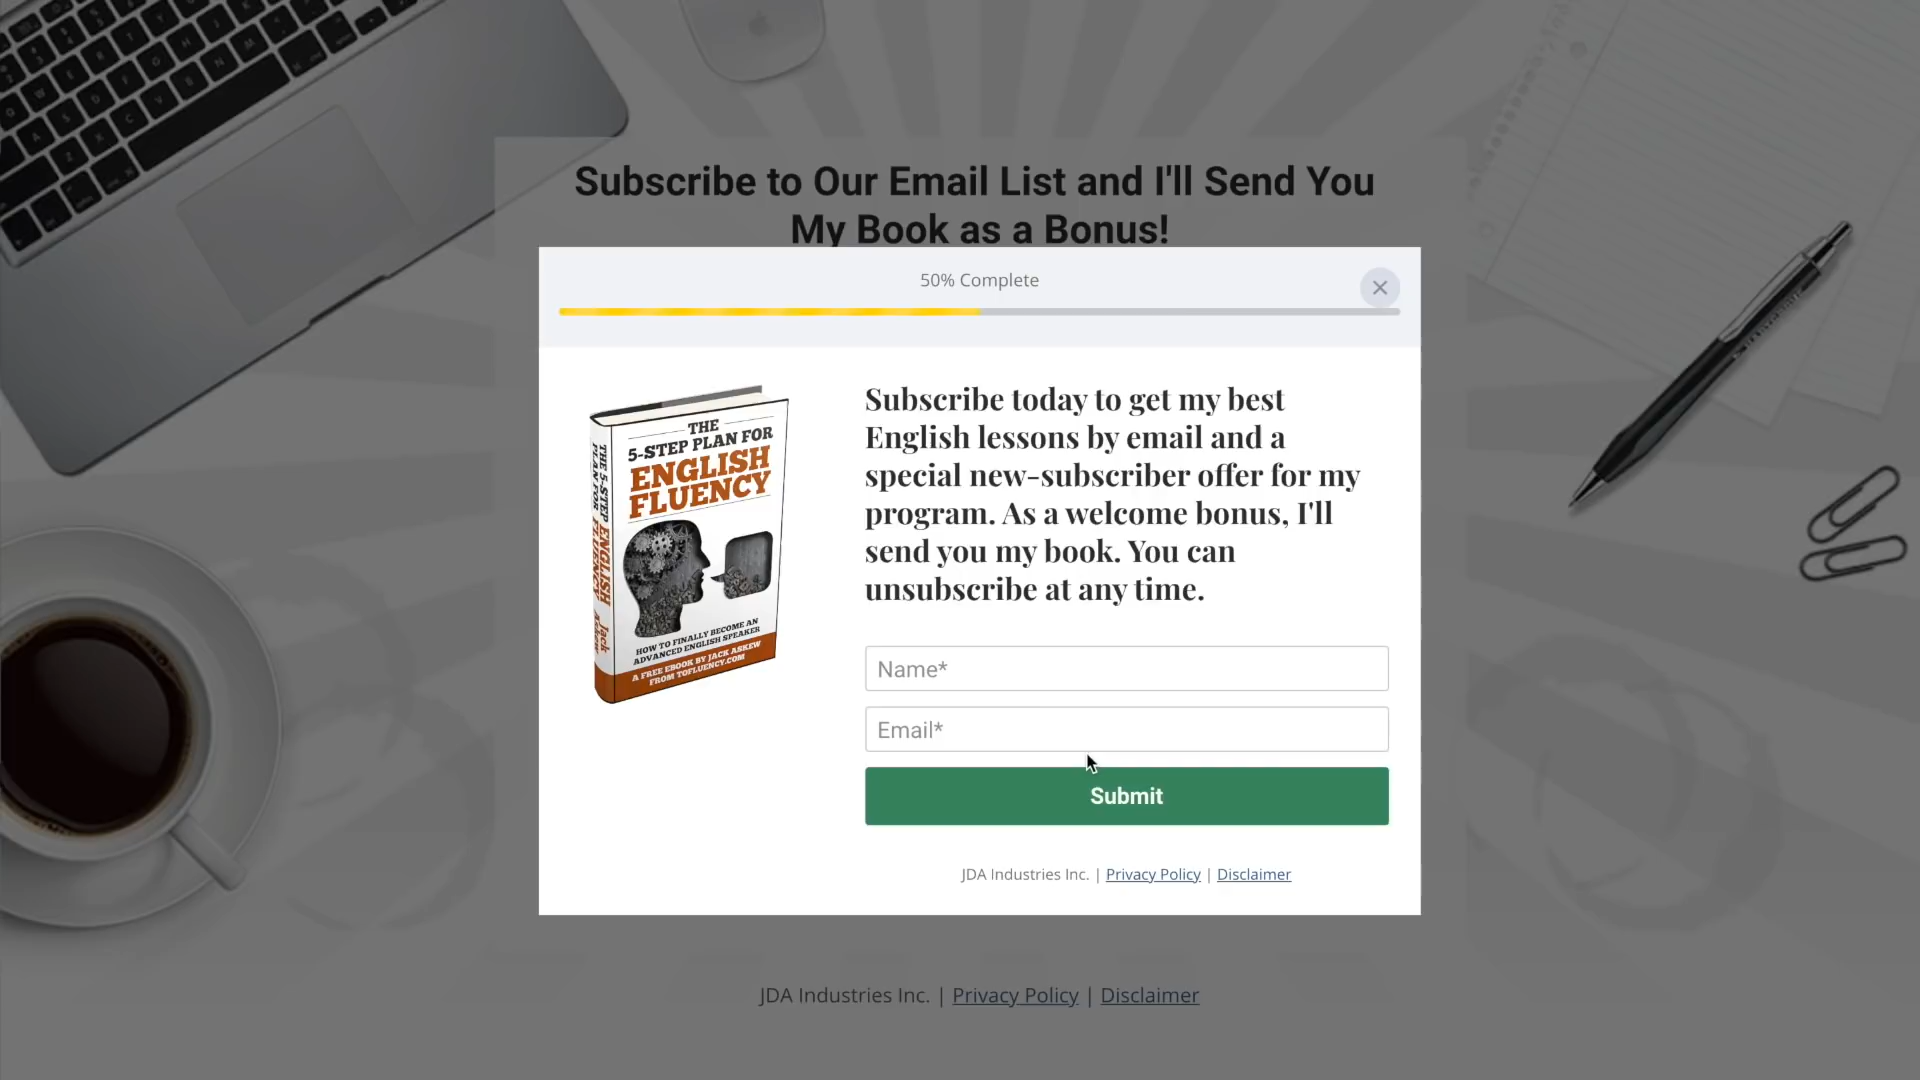 Subscribe to Our Email List and I'll Send You
My Book as a Bonus!
50% Complete
THE
5-STEP PLAN FOR
ENGLISH
FLUENCY
HOW TO FINALLY BECOME AN
ADVANCED ENGLISH SPEAKER
A FREE EBOOK BY JACK ASKEW
FROM TOFLUENCY.COM
THE 5-STEP ENGLISH
PLAN FOR FLUENCY
Jack
Askew
Subscribe today to get my best
English lessons by email and a
special new-subscriber offer for my
program. As a welcome bonus, I'll
send you my book. You can
unsubscribe at any time.
Name*
Email*
Submit
JDA Industries Inc. | Privacy Policy | Disclaimer
JDA Industries Inc. | Privacy Policy | Disclaimer